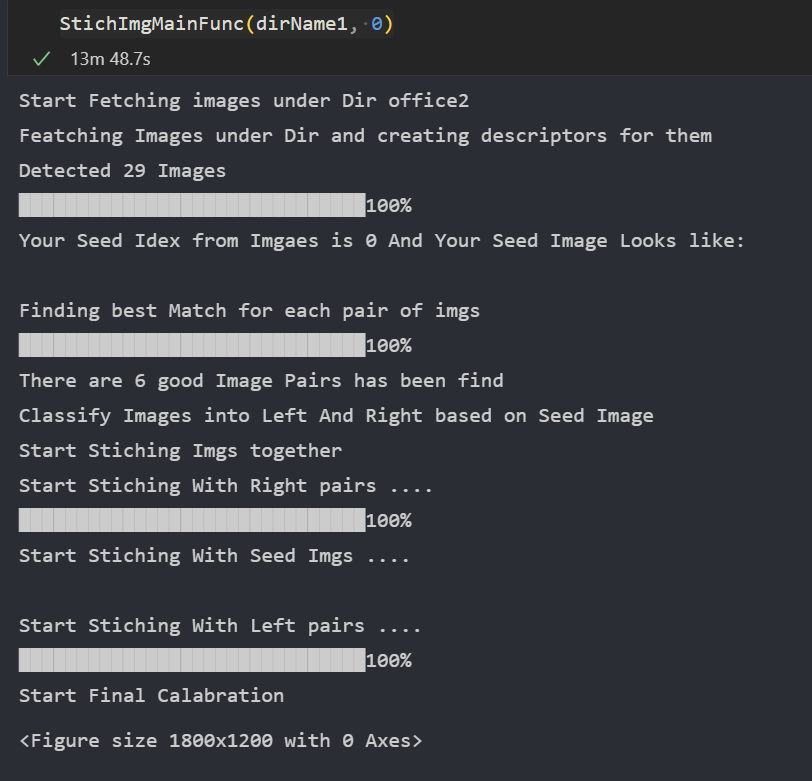 StichImgMainFunc(dirName1, 0)
13m 48.7s
Start Fetching images under Dir office2
Featching Images under Dir and creating descriptors for them
Detected 29 Images
100%
Your Seed Idex from Imgaes is 0 And Your Seed Image Looks like:
Finding best Match for each pair of imgs
100%
There are 6 good Image Pairs has been find
Classify Images into Left And Right based on Seed Image
Start Stiching Imgs together
Start Stiching With Right pairs ....
100%
Start Stiching With Seed Imgs ....
Start Stiching With Left pairs ....
100%
Start Final Calabration
<Figure size 1800x1200 with 0 Axes>